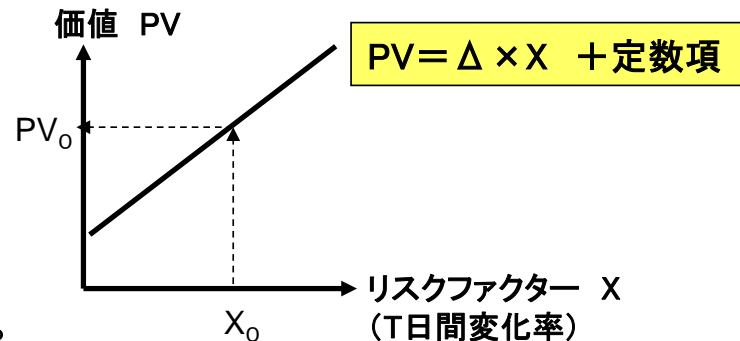 価値 PV
PV=Δ×X +定数項
PV₀
リスクファクター X
(T日間変化率)
X₀
。